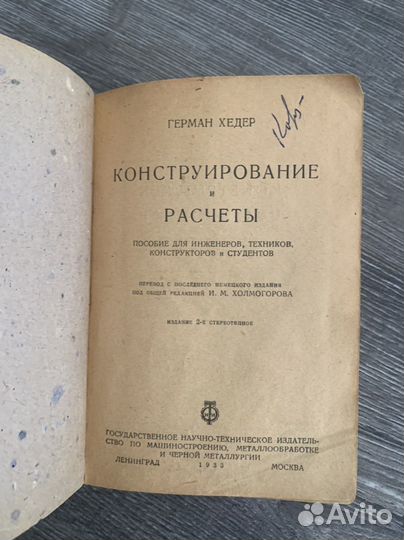 ГЕРМАН ХЕДЕР
КОНСТРУИРОВАНИЕ
И
РАСЧЕТЫ
ПОСОБИЕ ДЛЯ ИНЖЕНЕРОВ, ТЕХНИКОВ,
КОНСТРУКТОРОВ И СТУДЕНТОВ
ПЕРЕВОД С ПОСЛЕДНЕГО НЕМЕЦКОГО ИЗДАНИЯ
ПОД ОБЩЕЙ РЕДАКЦИЕЙ И. М. ХОЛМОГОРОВА
ИЗДАНИЕ 2-Е СТЕРЕОТИПНОЕ
ГОСУДАРСТВЕННОЕ НАУЧНО-ТЕХНИЧЕСКОЕ ИЗДАТЕЛЬ-
СТВО ПО МАШИНОСТРОЕНИЮ, МЕТАЛЛООБРАБОТКЕ
И ЧЕРНОЙ МЕТАЛЛУРГИИ
ЛЕНИНГРАД 1933 МОСКВА
Avito